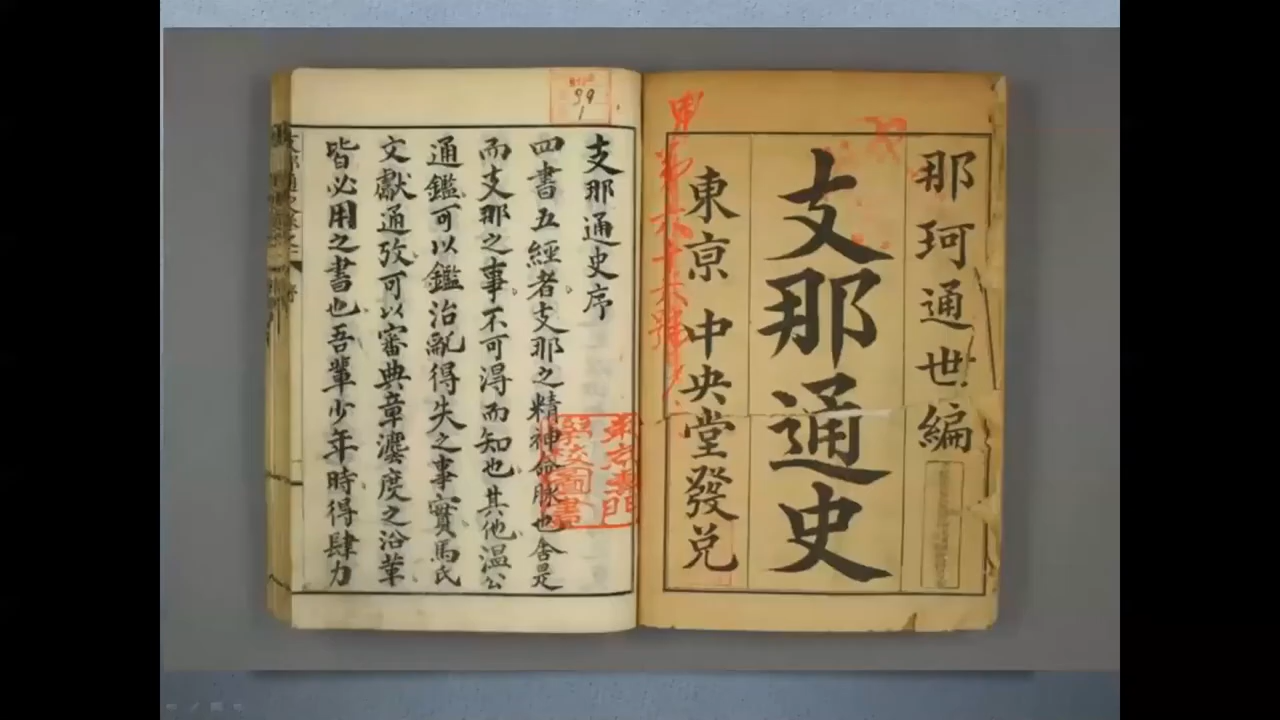 那珂通世編
支那通史
東亰 中央堂發兌
99
1
支那通史序
四書五經者支那之精神命脉也舍是
而支那之事不可得而知也其他温公
通鑑可以鑑治亂得失之事實馬氏
文獻通攷可以審典章灋度之沿革
皆必用之書也吾輩少年時得肆力